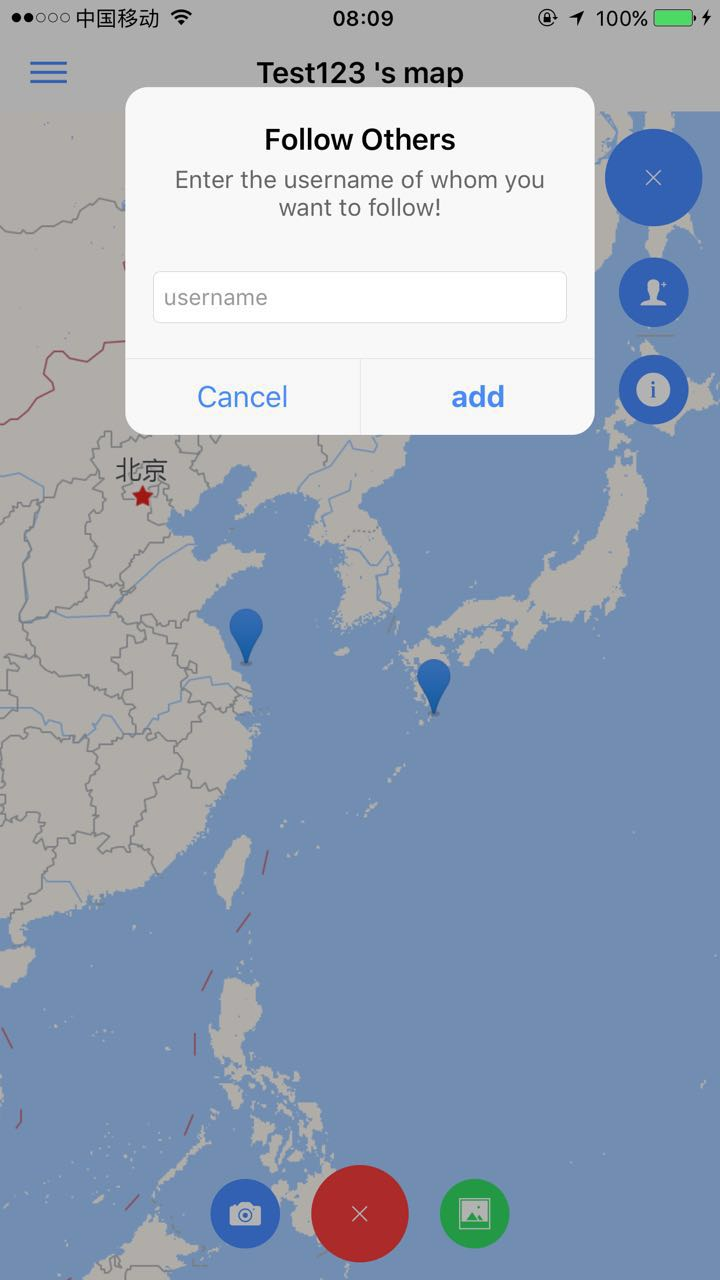 中国移动 08:09 100%
Test123 's map
Follow Others
Enter the username of whom you
want to follow!
username
Cancel add
北京